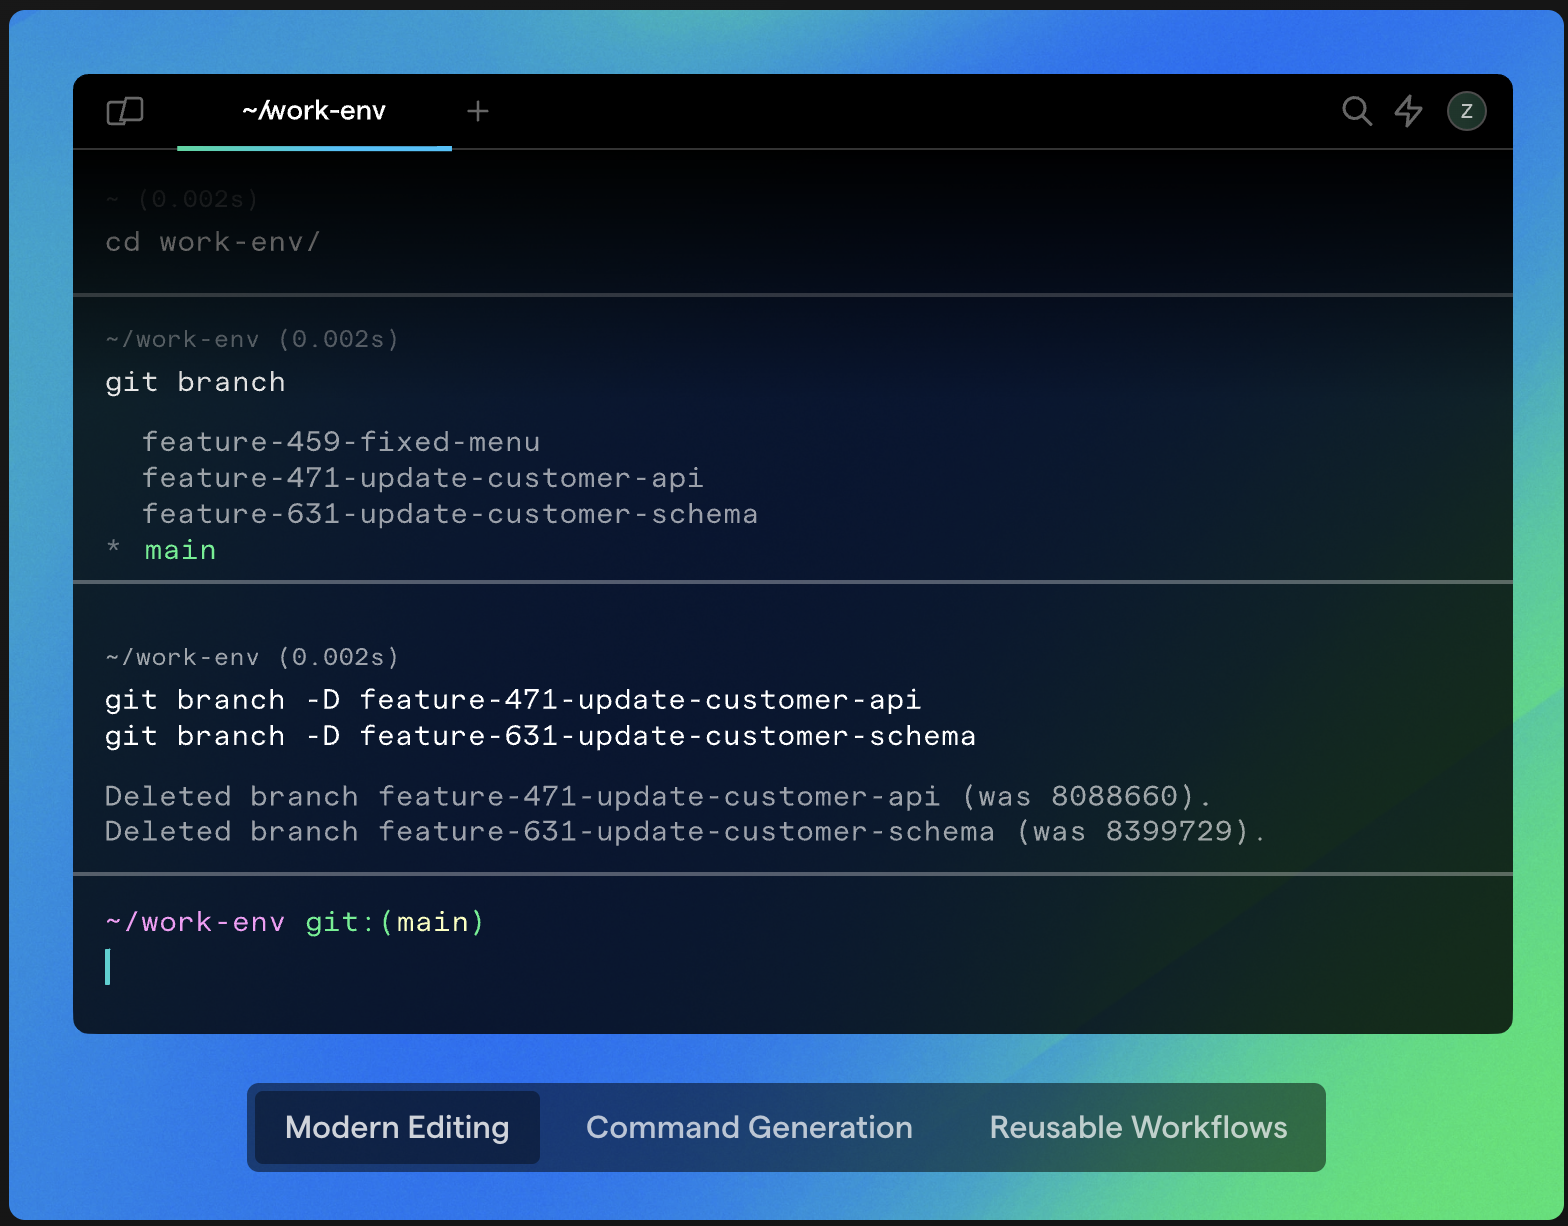 ~/work-env
Z
~ (0.002s)
cd work-env/
~/work-env (0.002s)
git branch
feature-459-fixed-menu
feature-471-update-customer-api
feature-631-update-customer-schema
* main
~/work-env (0.002s)
git branch -D feature-471-update-customer-api
git branch -D feature-631-update-customer-schema
Deleted branch feature-471-update-customer-api (was 8088660).
Deleted branch feature-631-update-customer-schema (was 8399729).
~/work-env git:(main)
Modern Editing
Command Generation
Reusable Workflows